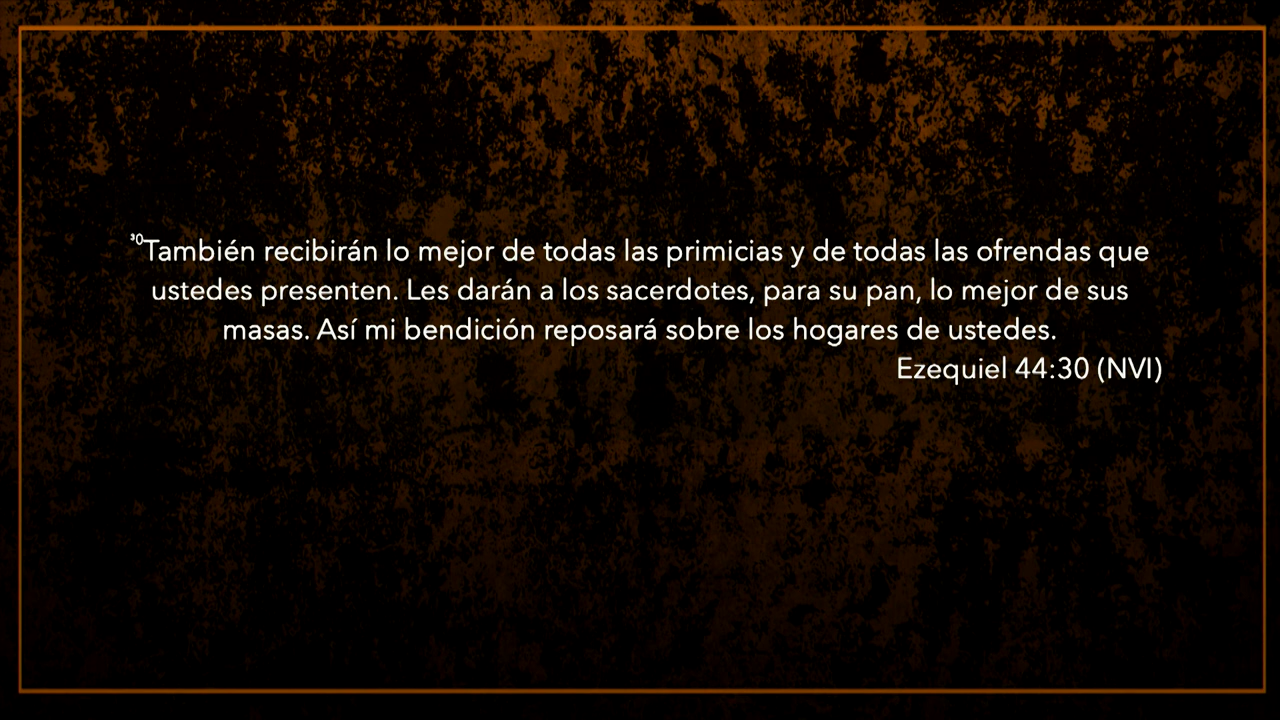 ³⁰También recibirán lo mejor de todas las primicias y de todas las ofrendas que
ustedes presenten. Les darán a los sacerdotes, para su pan, lo mejor de sus
masas. Así mi bendición reposará sobre los hogares de ustedes.
Ezequiel 44:30 (NVI)